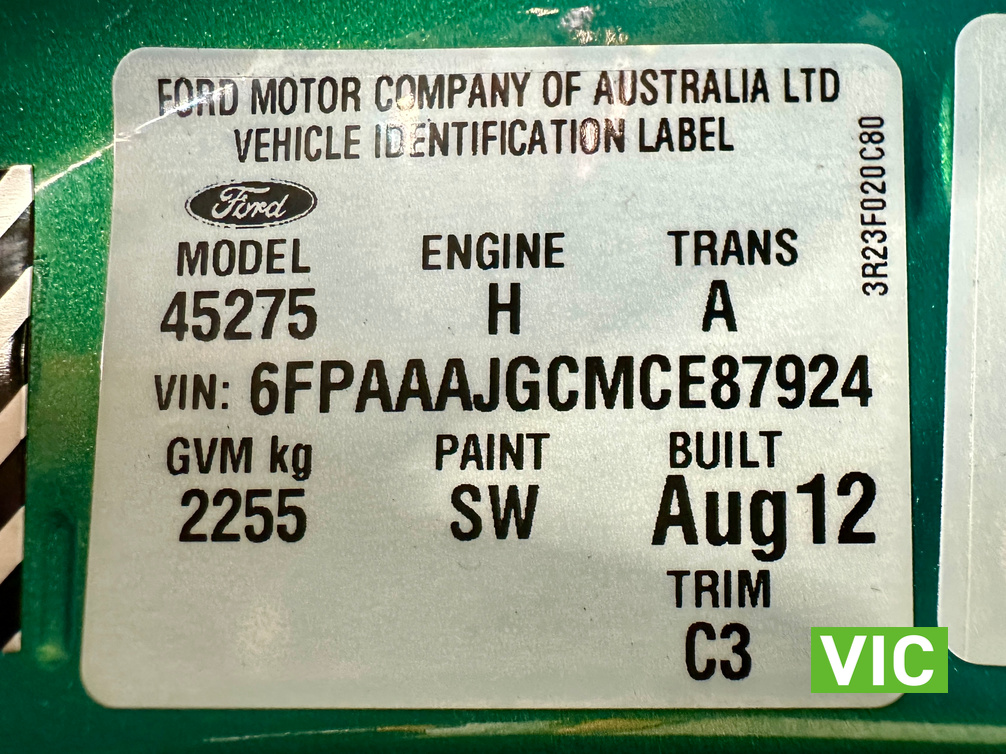 FORD MOTOR COMPANY OF AUSTRALIA LTD
VEHICLE IDENTIFICATION LABEL
3R23F020C80
Ford
MODEL ENGINE TRANS
45275 H A
VIN: 6FPAAAJGCMCE87924
GVM kg PAINT BUILT
2255 SW Aug12
TRIM
C3
VIC